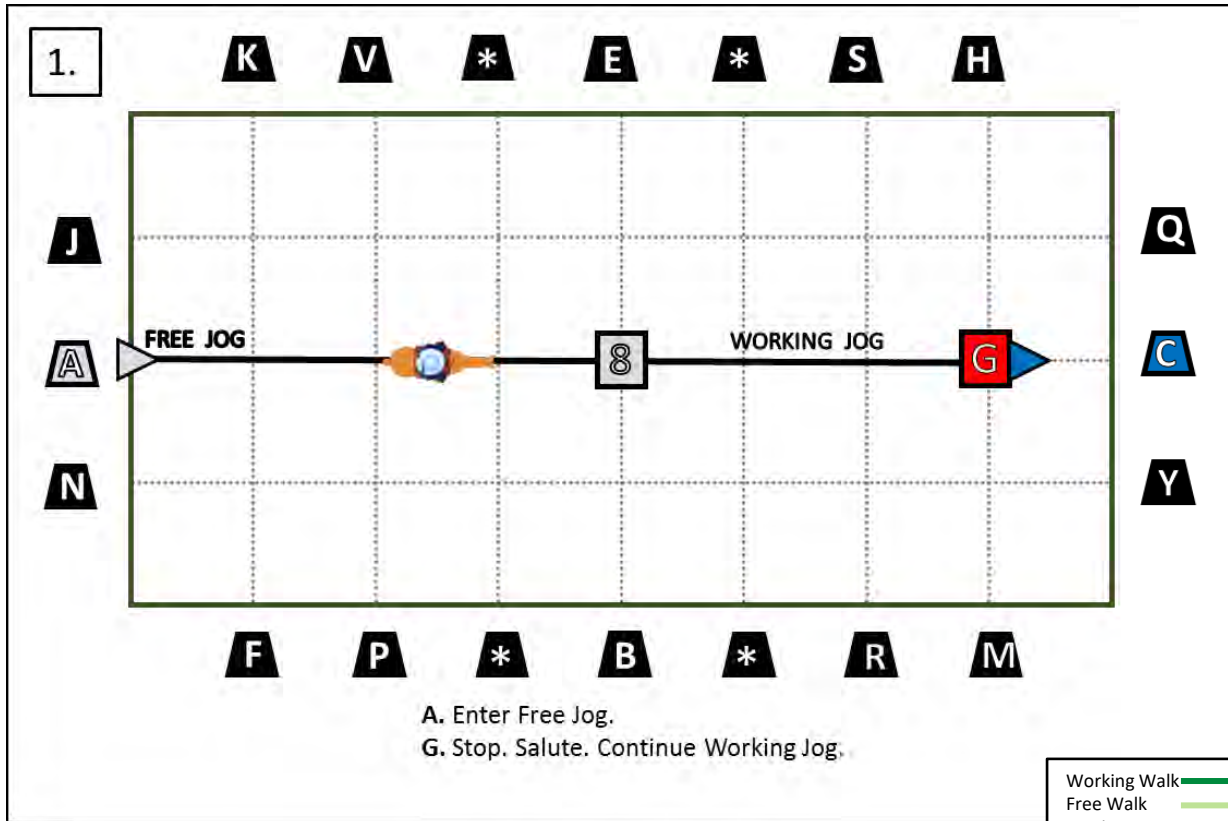 1.
K V * E * S H
J Q
FREE JOG WORKING JOG
A 8 G C
N Y
F P * B * R M
A. Enter Free Jog.
G. Stop. Salute. Continue Working Jog.
Working Walk
Free Walk